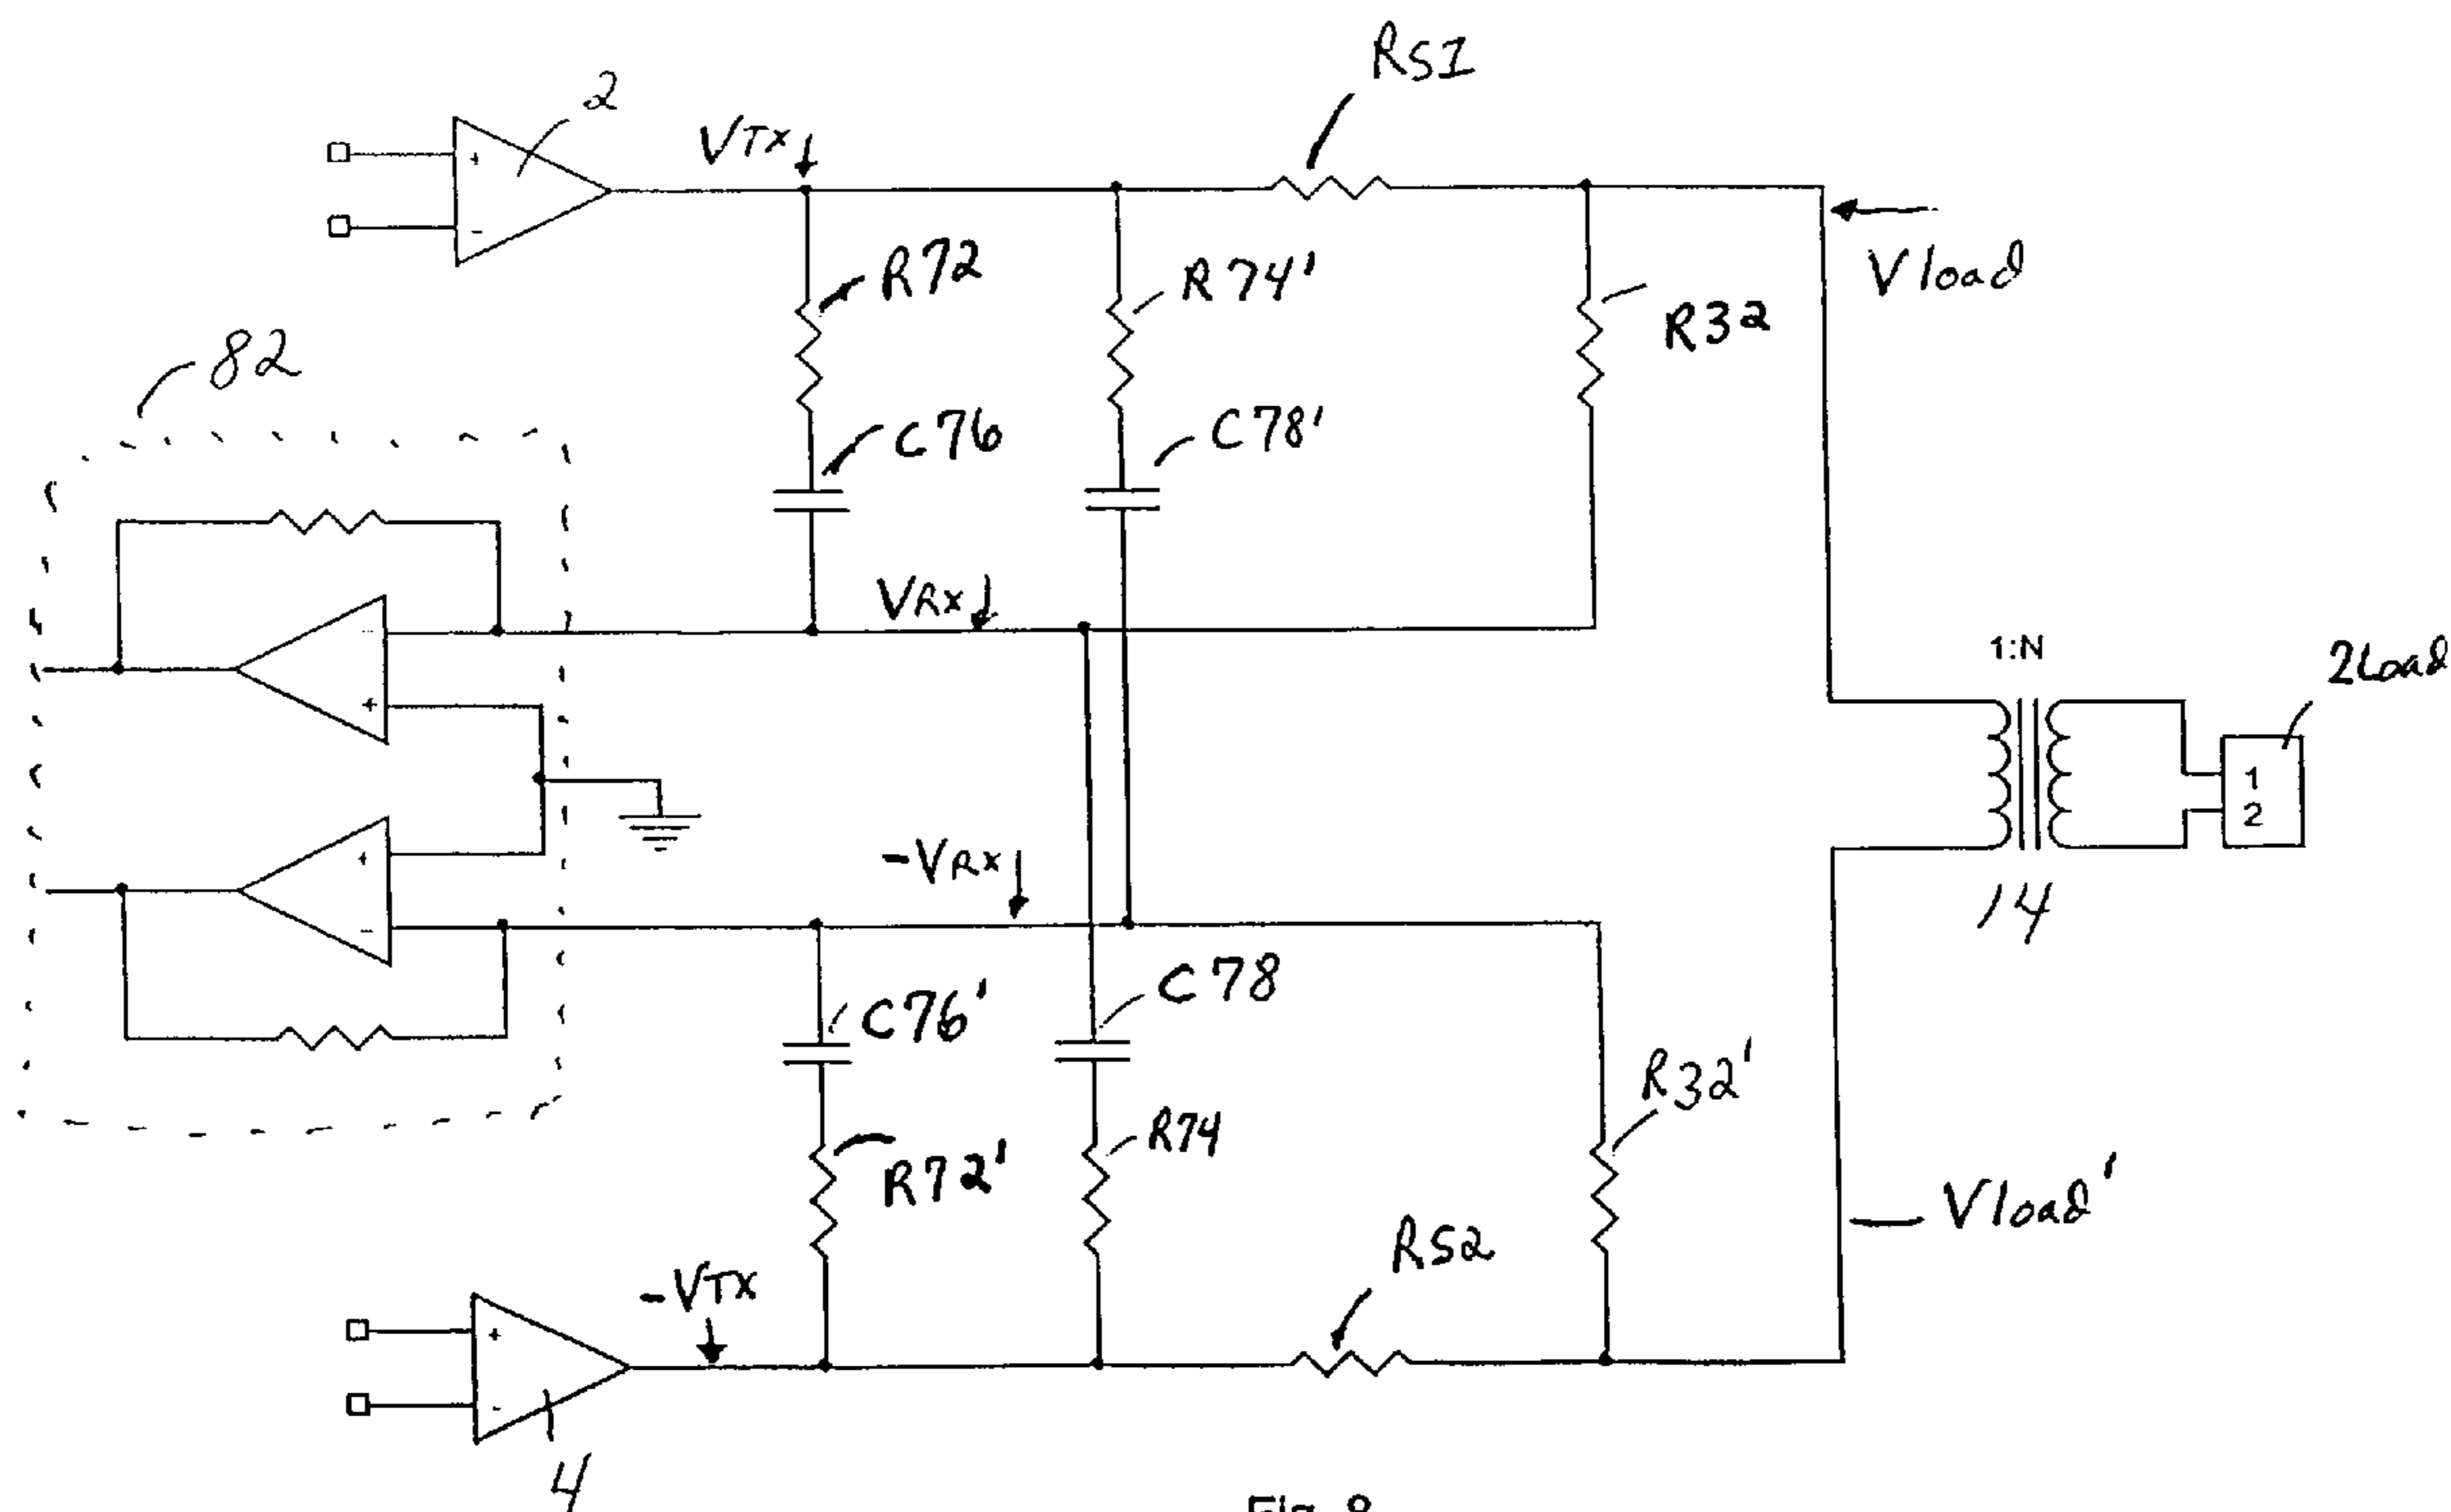 RS1
2
VTX
Vload
R72
R74'
R32
82
C76
C78'
VRX
1:N
ZLoad
1
2
14
-VRX
C78
C76'
R32'
R74
R72'
Vload'
RS2
-VTX
4
+
-
-
+
+
-
+
-